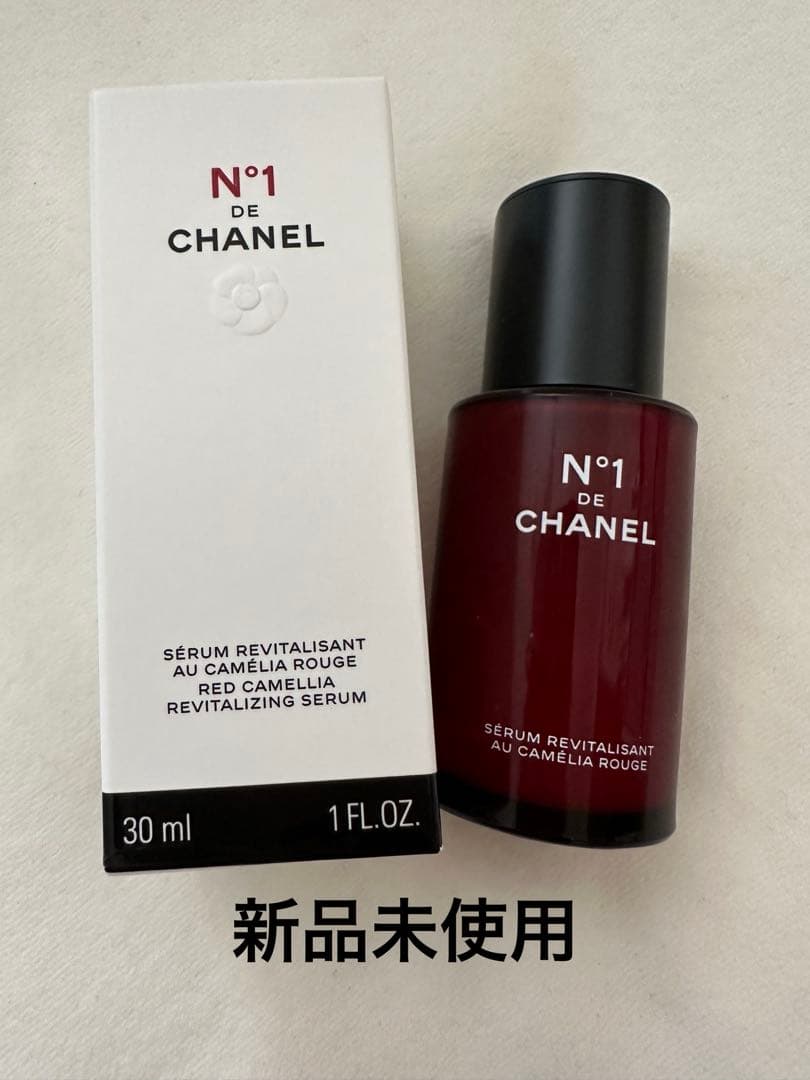 N°1
DE
CHANEL
SÉRUM REVITALISANT
AU CAMÉLIA ROUGE
RED CAMELLIA
REVITALIZING SERUM
30 ml 1 FL.OZ.
N°1
DE
CHANEL
SÉRUM REVITALISANT
AU CAMÉLIA ROUGE
新品未使用